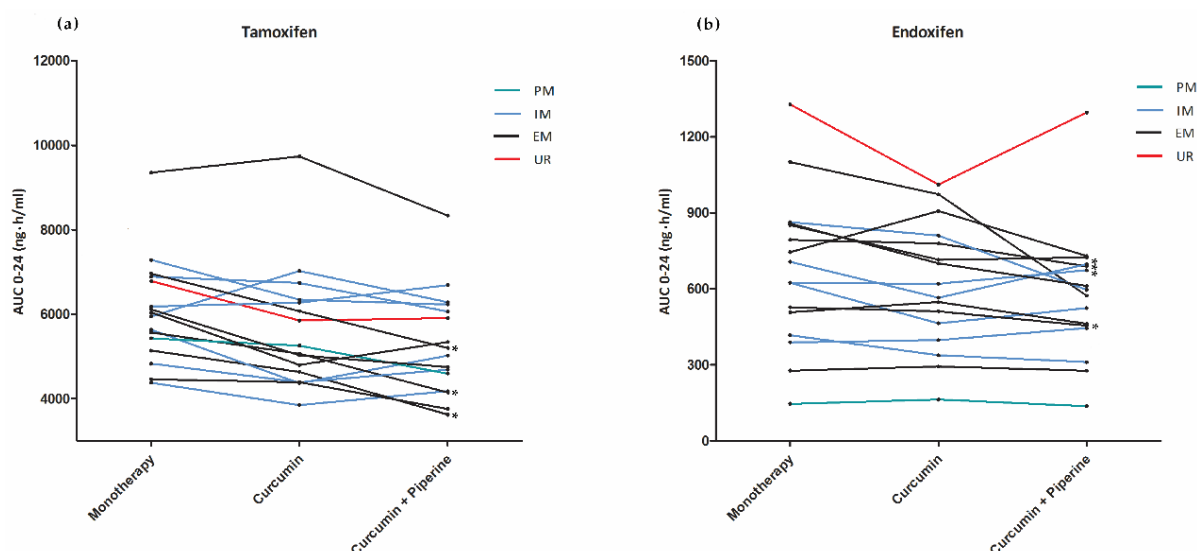 (a)
Tamoxifen
AUC 0-24 (ng·h/ml)
12000
10000
8000
6000
4000
PM
IM
EM
UR
*
*
*
Monotherapy
Curcumin
Curcumin + Piperine
(b)
Endoxifen
AUC 0-24 (ng·h/ml)
1500
1200
900
600
300
0
PM
IM
EM
UR
*
*
*
*
Monotherapy
Curcumin
Curcumin + Piperine